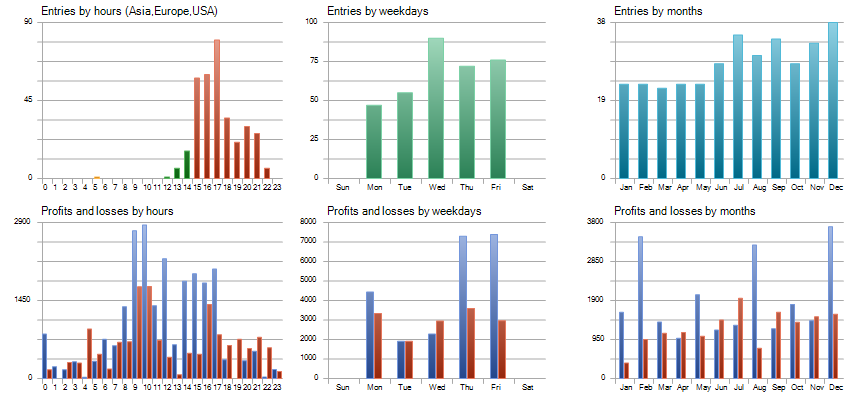 Entries by hours (Asia,Europe,USA)
90
45
0
0 1 2 3 4 5 6 7 8 9 10 11 12 13 14 15 16 17 18 19 20 21 22 23
Entries by weekdays
100
75
50
25
0
Sun Mon Tue Wed Thu Fri Sat
Entries by months
38
19
0
Jan Feb Mar Apr May Jun Jul Aug Sep Oct Nov Dec
Profits and losses by hours
2900
1450
0
0 1 2 3 4 5 6 7 8 9 10 11 12 13 14 15 16 17 18 19 20 21 22 23
Profits and losses by weekdays
8000
7000
6000
5000
4000
3000
2000
1000
0
Sun Mon Tue Wed Thu Fri Sat
Profits and losses by months
3800
2850
1900
950
0
Jan Feb Mar Apr May Jun Jul Aug Sep Oct Nov Dec